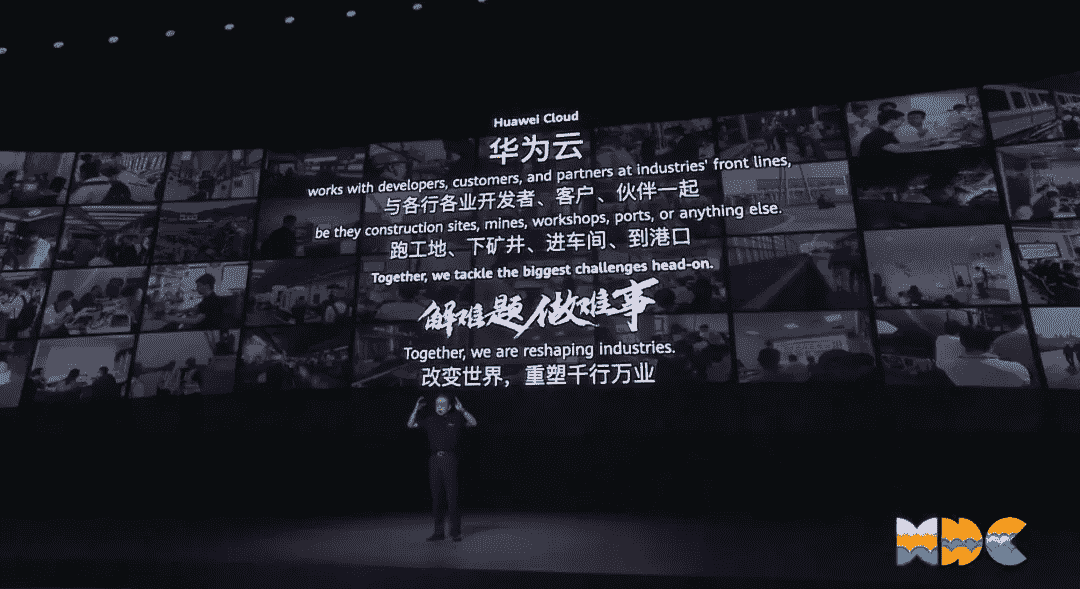 Huawei Cloud
华为云
works with developers, customers, and partners at industries' front lines,
与各行各业开发者、客户、伙伴一起
be they construction sites, mines, workshops, ports, or anything else.
跑工地、下矿井、进车间、到港口
Together, we tackle the biggest challenges head-on.
解难题 做难事
Together, we are reshaping industries.
改变世界，重塑千行万业
HDC